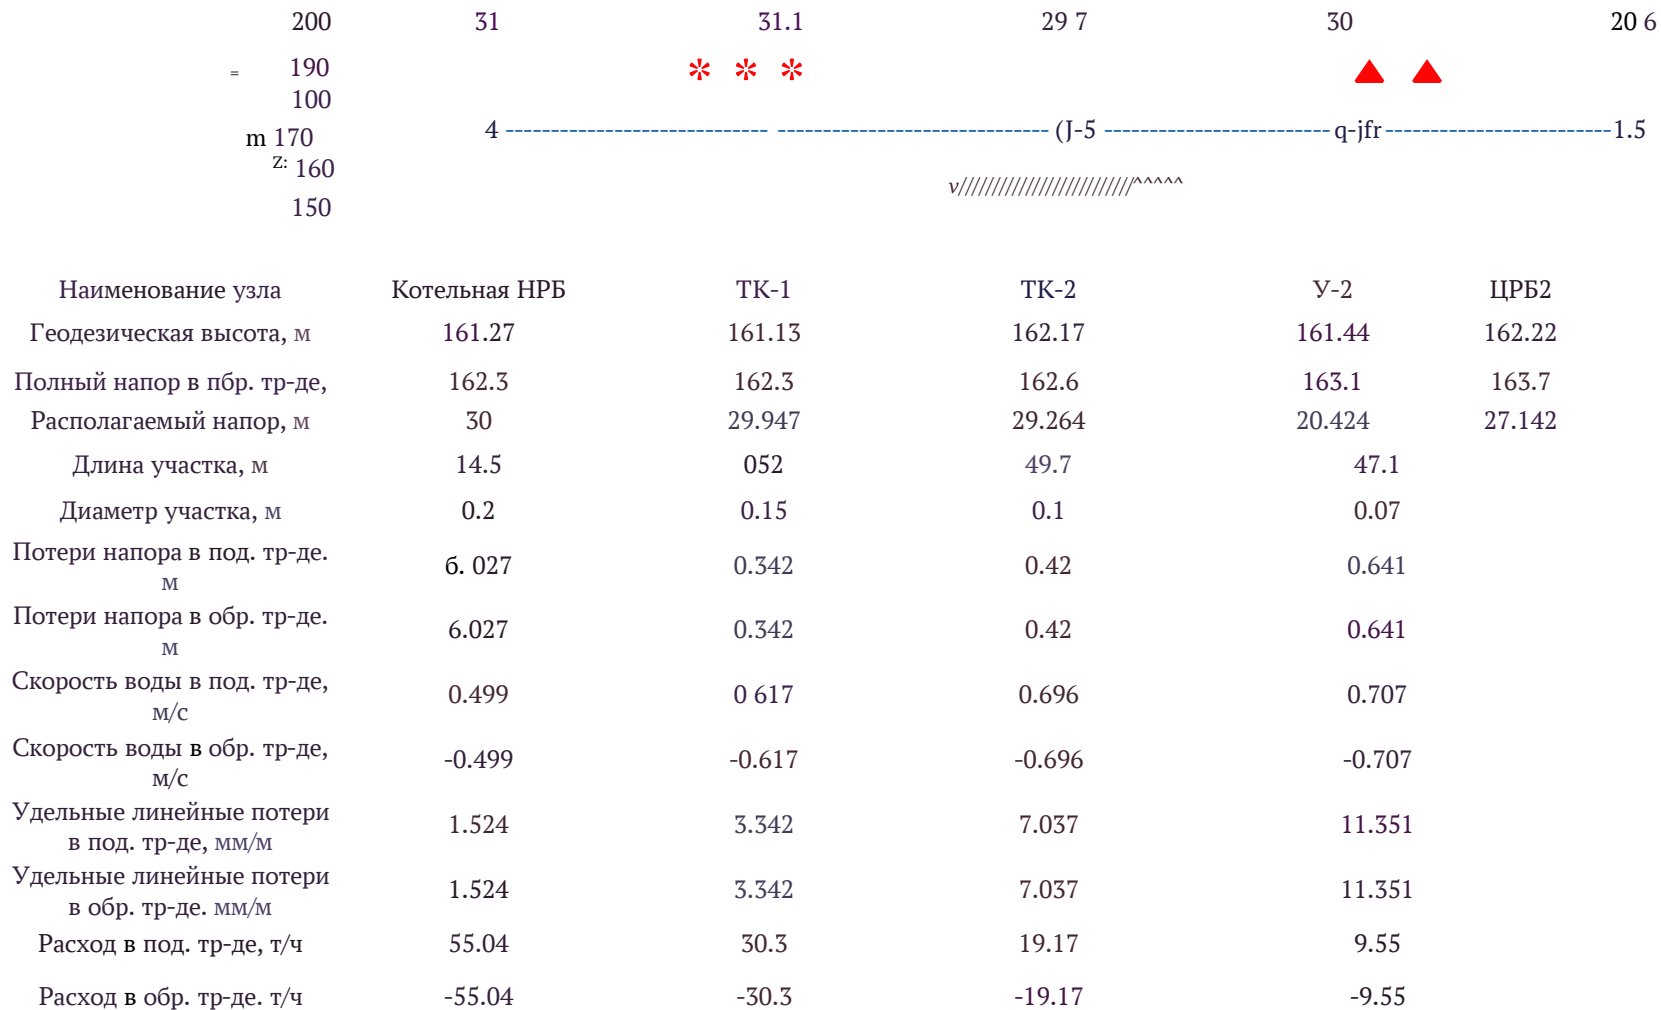 200 31 31.1 29 7 30 20 6
= 190 * * *
100
m 170 4 ---------------------------- ---------------------------- (J-5 ------------------------ q-jfr ------------------------1.5
Z: 160
v//////////////////////////^^^^^
150
Наименование узла Котельная НРБ ТК-1 ТК-2 У-2 ЦРБ2
Геодезическая высота, м 161.27 161.13 162.17 161.44 162.22
Полный напор в пбр. тр-де, 162.3 162.3 162.6 163.1 163.7
Располагаемый напор, м 30 29.947 29.264 20.424 27.142
Длина участка, м 14.5 052 49.7 47.1
Диаметр участка, м 0.2 0.15 0.1 0.07
Потери напора в под. тр-де.
м б. 027 0.342 0.42 0.641
Потери напора в обр. тр-де.
м 6.027 0.342 0.42 0.641
Скорость воды в под. тр-де,
м/с 0.499 0 617 0.696 0.707
Скорость воды в обр. тр-де,
м/с -0.499 -0.617 -0.696 -0.707
Удельные линейные потери
в под. тр-де, мм/м 1.524 3.342 7.037 11.351
Удельные линейные потери
в обр. тр-де. мм/м 1.524 3.342 7.037 11.351
Расход в под. тр-де, т/ч 55.04 30.3 19.17 9.55
Расход в обр. тр-де. т/ч -55.04 -30.3 -19.17 -9.55